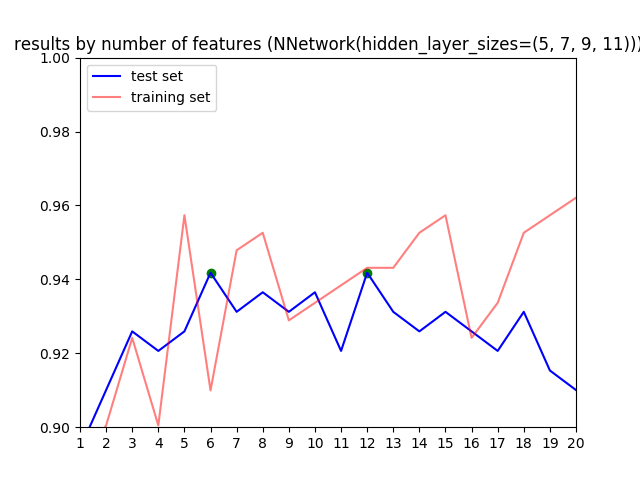 results by number of features (NNetwork(hidden_layer_sizes=(5, 7, 9, 11)))
1.00
test set
training set
0.98
0.96
0.94
0.92
0.90
1 2 3 4 5 6 7 8 9 10 11 12 13 14 15 16 17 18 19 20